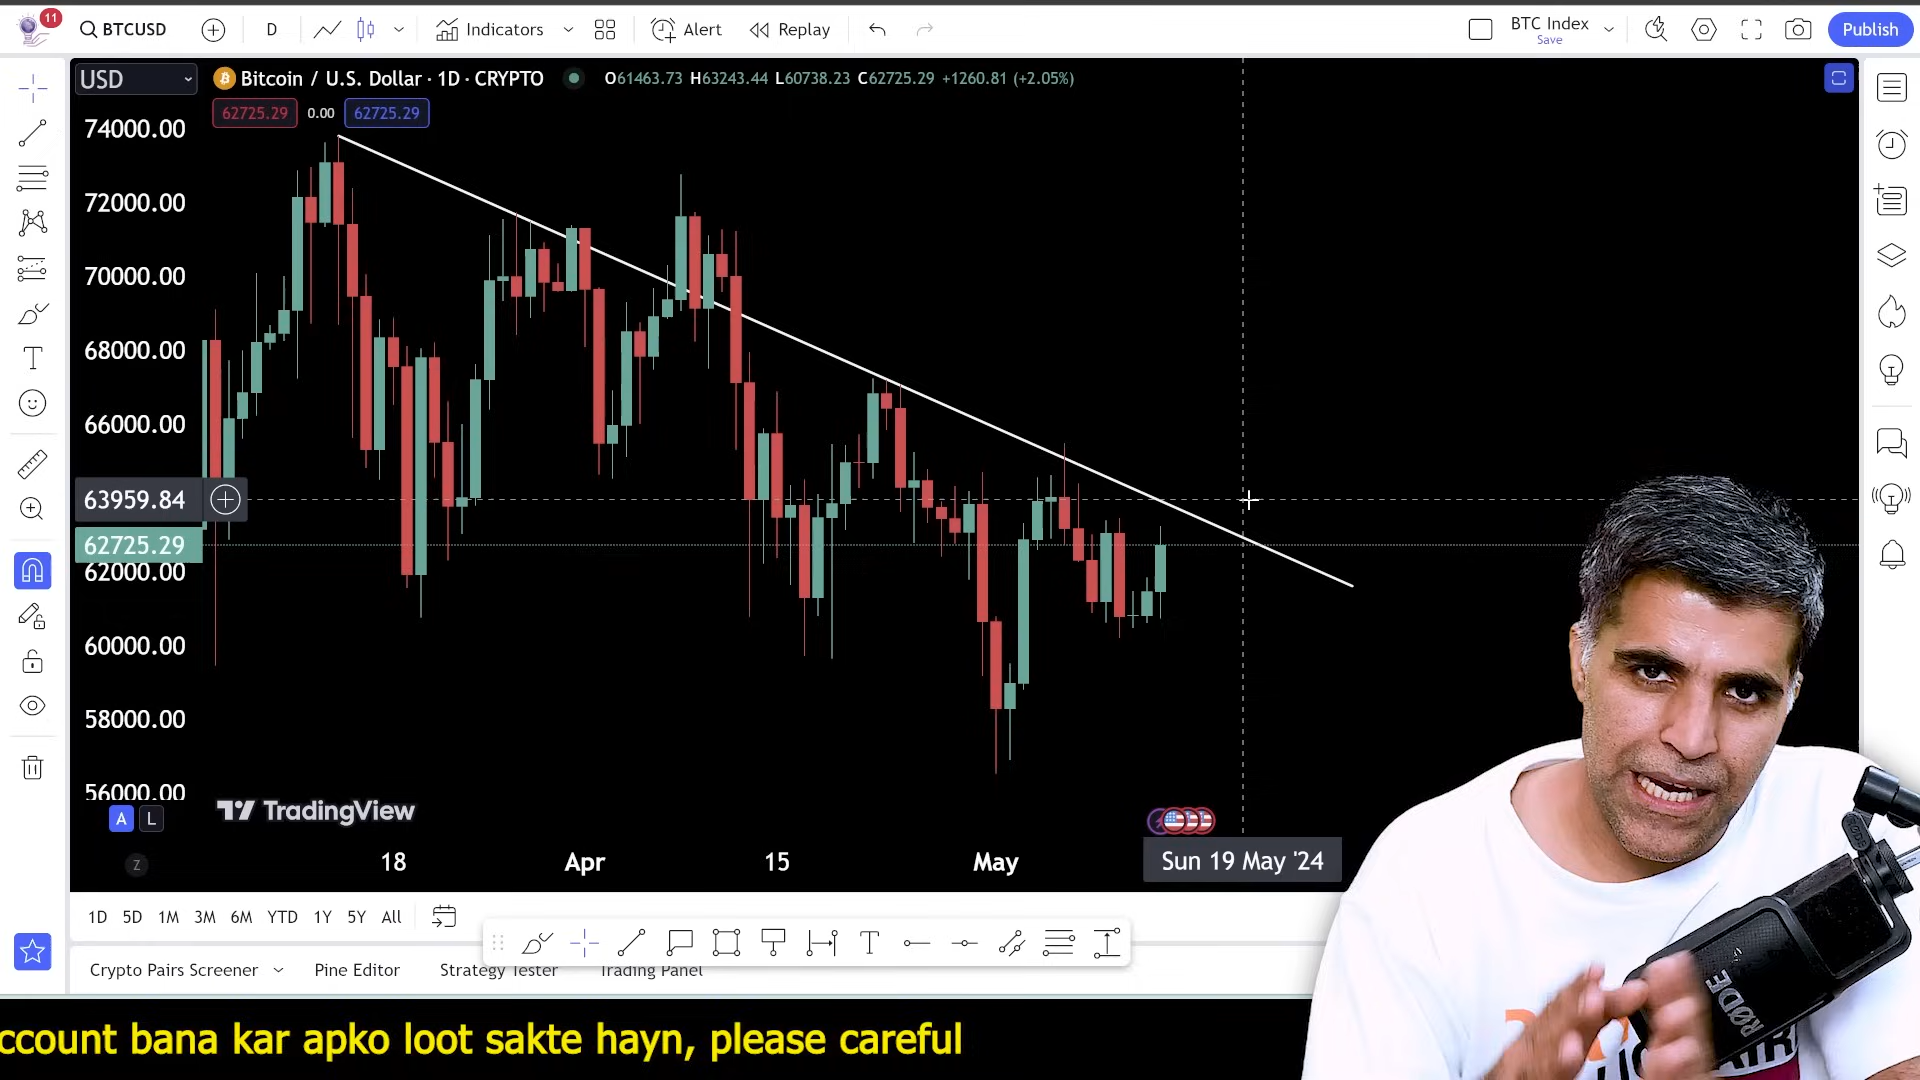 11
BTCUSD
D
Indicators
Alert
Replay
BTC Index
Save
Publish
USD
Bitcoin / U.S. Dollar · 1D · CRYPTO
O61463.73 H63243.44 L60738.23 C62725.29 +1260.81 (+2.05%)
62725.29
0.00
62725.29
74000.00
72000.00
70000.00
68000.00
66000.00
63959.84
62725.29
62000.00
60000.00
58000.00
56000.00
A
L
TradingView
Z
18
Apr
15
May
Sun 19 May '24
1D
5D
1M
3M
6M
YTD
1Y
5Y
All
Crypto Pairs Screener
Pine Editor
Strategy Tester
Trading Panel
RØDE
ccount bana kar apko loot sakte hayn, please careful